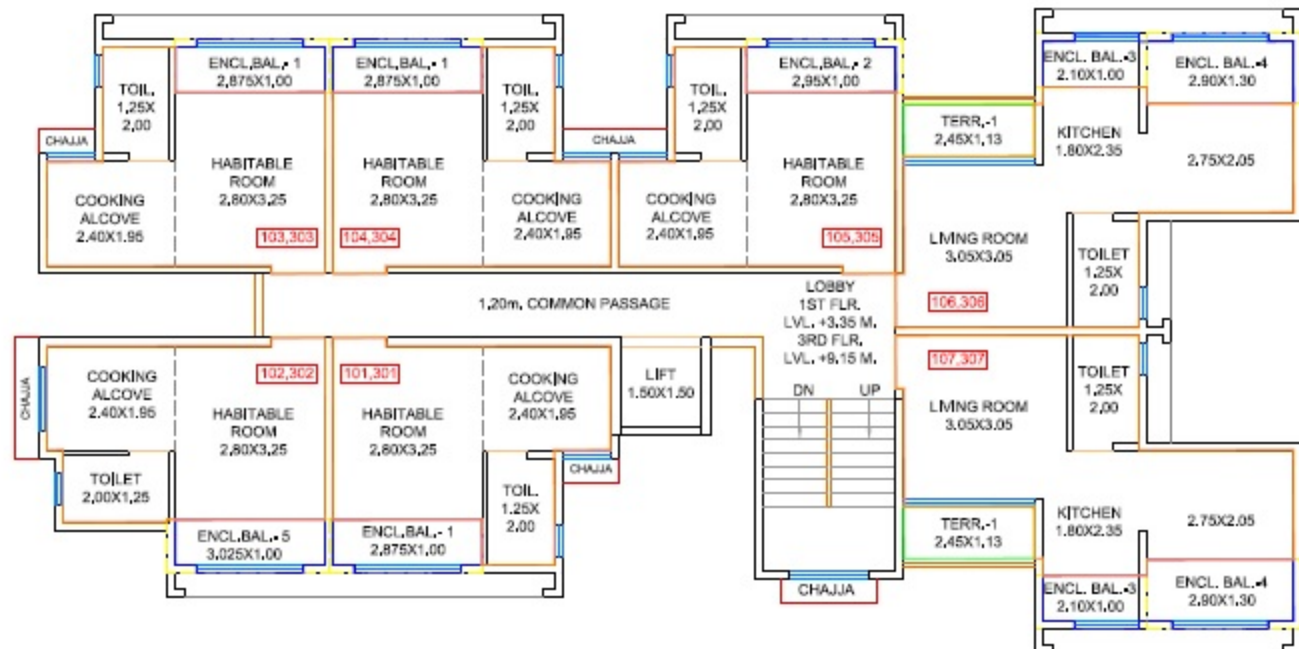 ENCL.BAL.- 1
2.875X1.00
ENCL.BAL.- 1
2.875X1.00
ENCL.BAL.- 2
2.95X1.00
ENCL. BAL.-3
2.10X1.00
ENCL. BAL.-4
2.90X1.30
TOIL.
1.25X
2.00
TOIL.
1.25X
2.00
TOIL.
1.25X
2.00
CHAJJA
CHAJJA
TERR.-1
2.45X1.13
KITCHEN
1.80X2.35
2.75X2.05
HABITABLE
ROOM
2.80X3.25
HABITABLE
ROOM
2.80X3.25
HABITABLE
ROOM
2.80X3.25
COOKING
ALCOVE
2.40X1.95
COOKING
ALCOVE
2.40X1.95
COOKING
ALCOVE
2.40X1.95
103,303
104,304
105,305
LIVING ROOM
3.05X3.05
TOILET
1.25X
2.00
106,306
1.20m. COMMON PASSAGE
LOBBY
1ST FLR.
LVL. +3.35 M.
3RD FLR.
LVL. +9.15 M.
107,307
CHAJJA
COOKING
ALCOVE
2.40X1.95
102,302
101,301
COOKING
ALCOVE
2.40X1.95
LIFT
1.50X1.50
DN
UP
TOILET
1.25X
2.00
HABITABLE
ROOM
2.80X3.25
HABITABLE
ROOM
2.80X3.25
LIVING ROOM
3.05X3.05
TOILET
2.00X1.25
CHAJJA
TOIL.
1.25X
2.00
ENCL.BAL.- 5
3.025X1.00
ENCL.BAL.- 1
2.875X1.00
TERR.-1
2.45X1.13
KITCHEN
1.80X2.35
2.75X2.05
CHAJJA
ENCL. BAL.-3
2.10X1.00
ENCL. BAL.-4
2.90X1.30